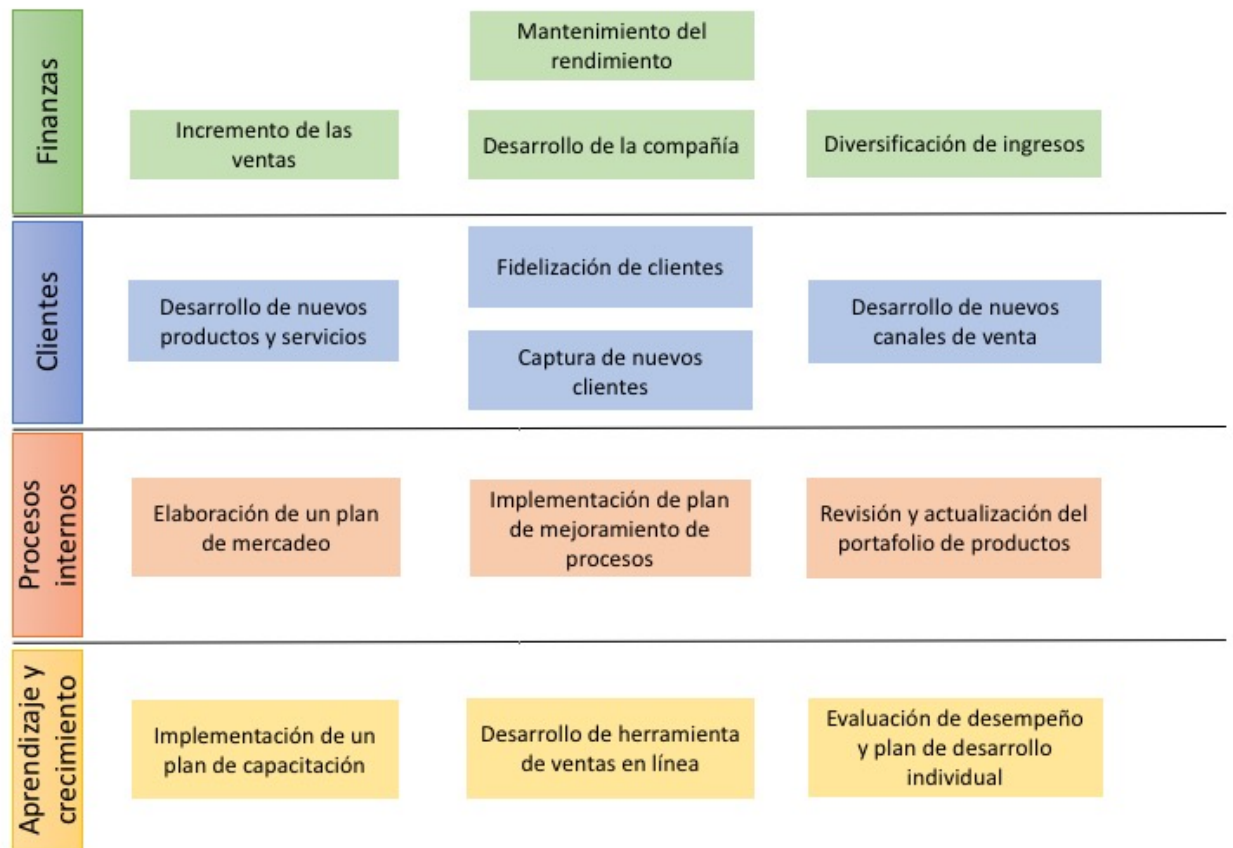 Finanzas
Mantenimiento del
rendimiento
Incremento de las
ventas
Desarrollo de la compañía
Diversificación de ingresos
Clientes
Fidelización de clientes
Desarrollo de nuevos
productos y servicios
Captura de nuevos
clientes
Desarrollo de nuevos
canales de venta
Procesos
internos
Elaboración de un plan
de mercadeo
Implementación de plan
de mejoramiento de
procesos
Revisión y actualización del
portafolio de productos
Aprendizaje y
crecimiento
Implementación de un
plan de capacitación
Desarrollo de herramienta
de ventas en línea
Evaluación de desempeño
y plan de desarrollo
individual